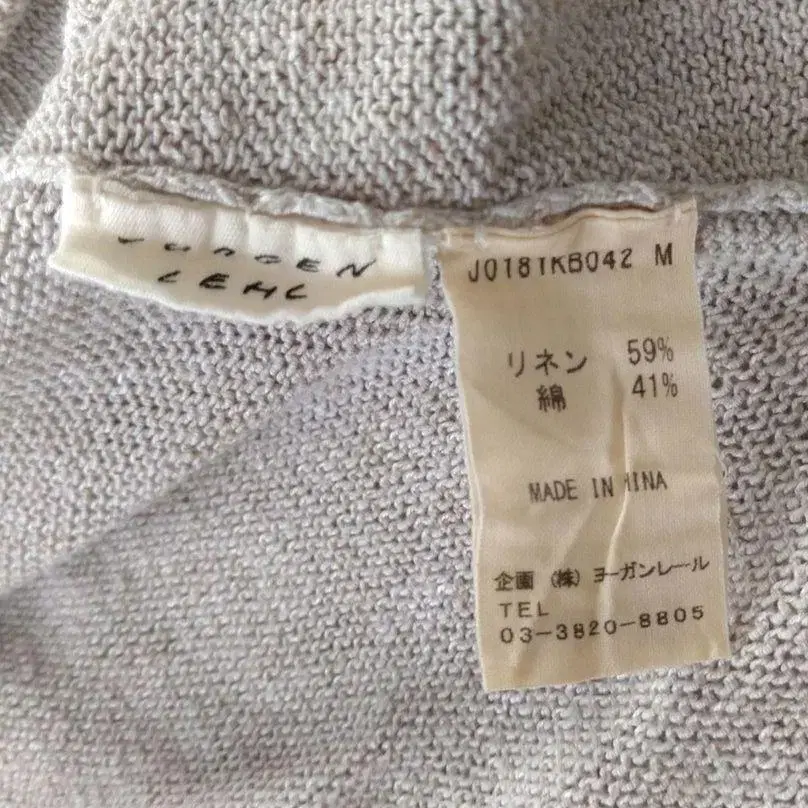 JURGEN
LEHL
J0181KB042 M
リネン 59%
綿 41%
MADE IN HINA
企画 (株) ヨーガンレール
TEL
03-3820-8805